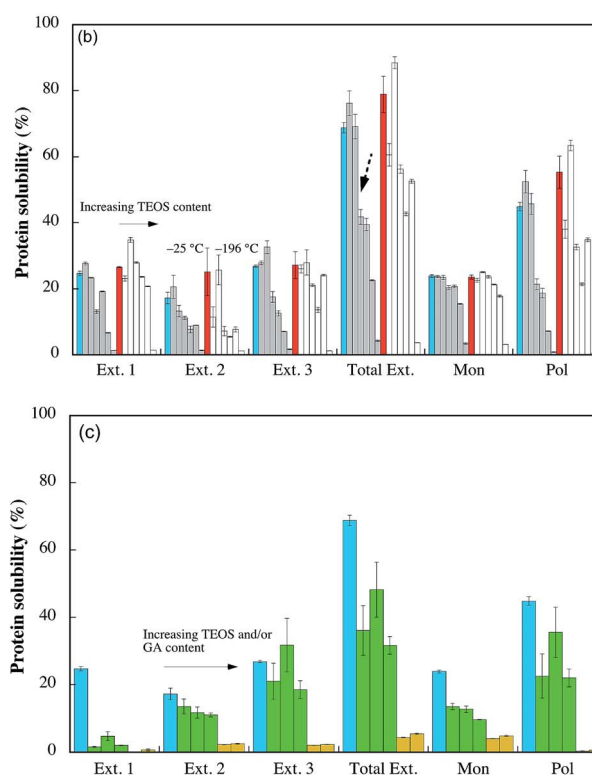 (b)
100
80
60
40
20
0
Protein solubility (%)
Increasing TEOS content
–25 °C
–196 °C
Ext. 1 Ext. 2 Ext. 3 Total Ext. Mon Pol
(c)
100
80
60
40
20
0
Protein solubility (%)
Increasing TEOS and/or
GA content
Ext. 1 Ext. 2 Ext. 3 Total Ext. Mon Pol